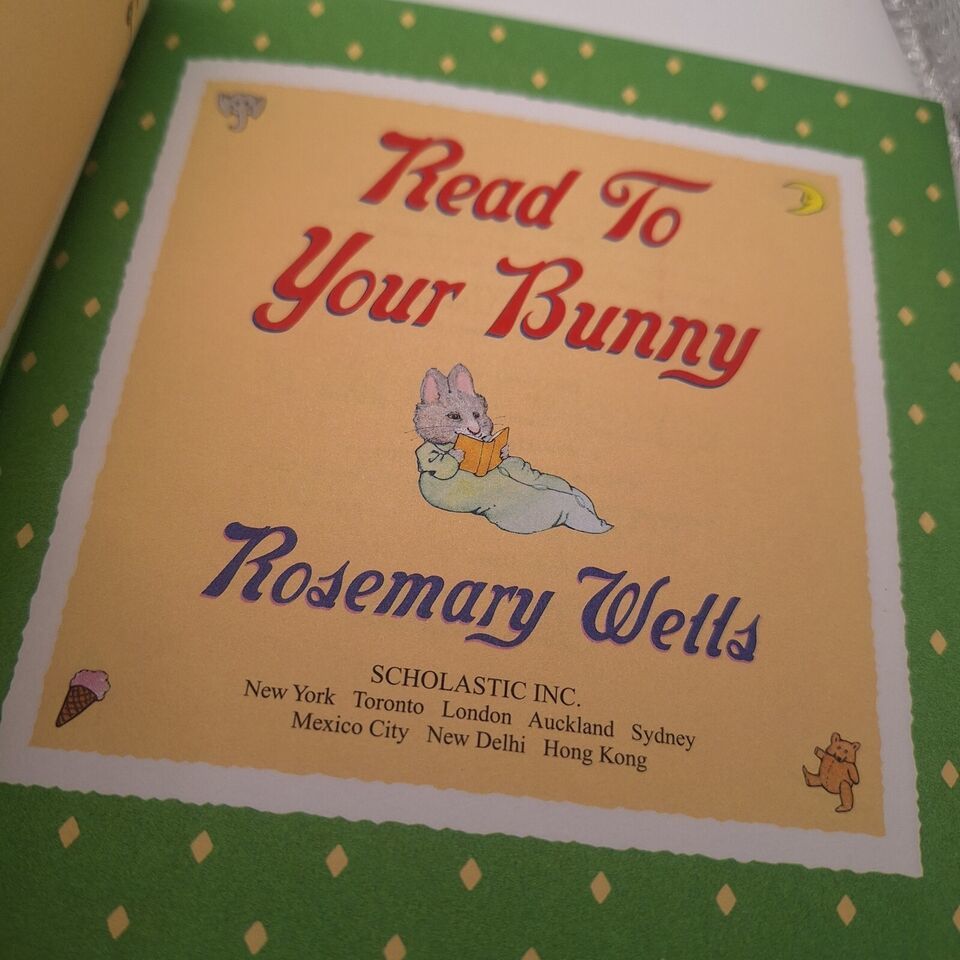 Read To
Your Bunny
Rosemary Wells
SCHOLASTIC INC.
New York Toronto London Auckland Sydney
Mexico City New Delhi Hong Kong